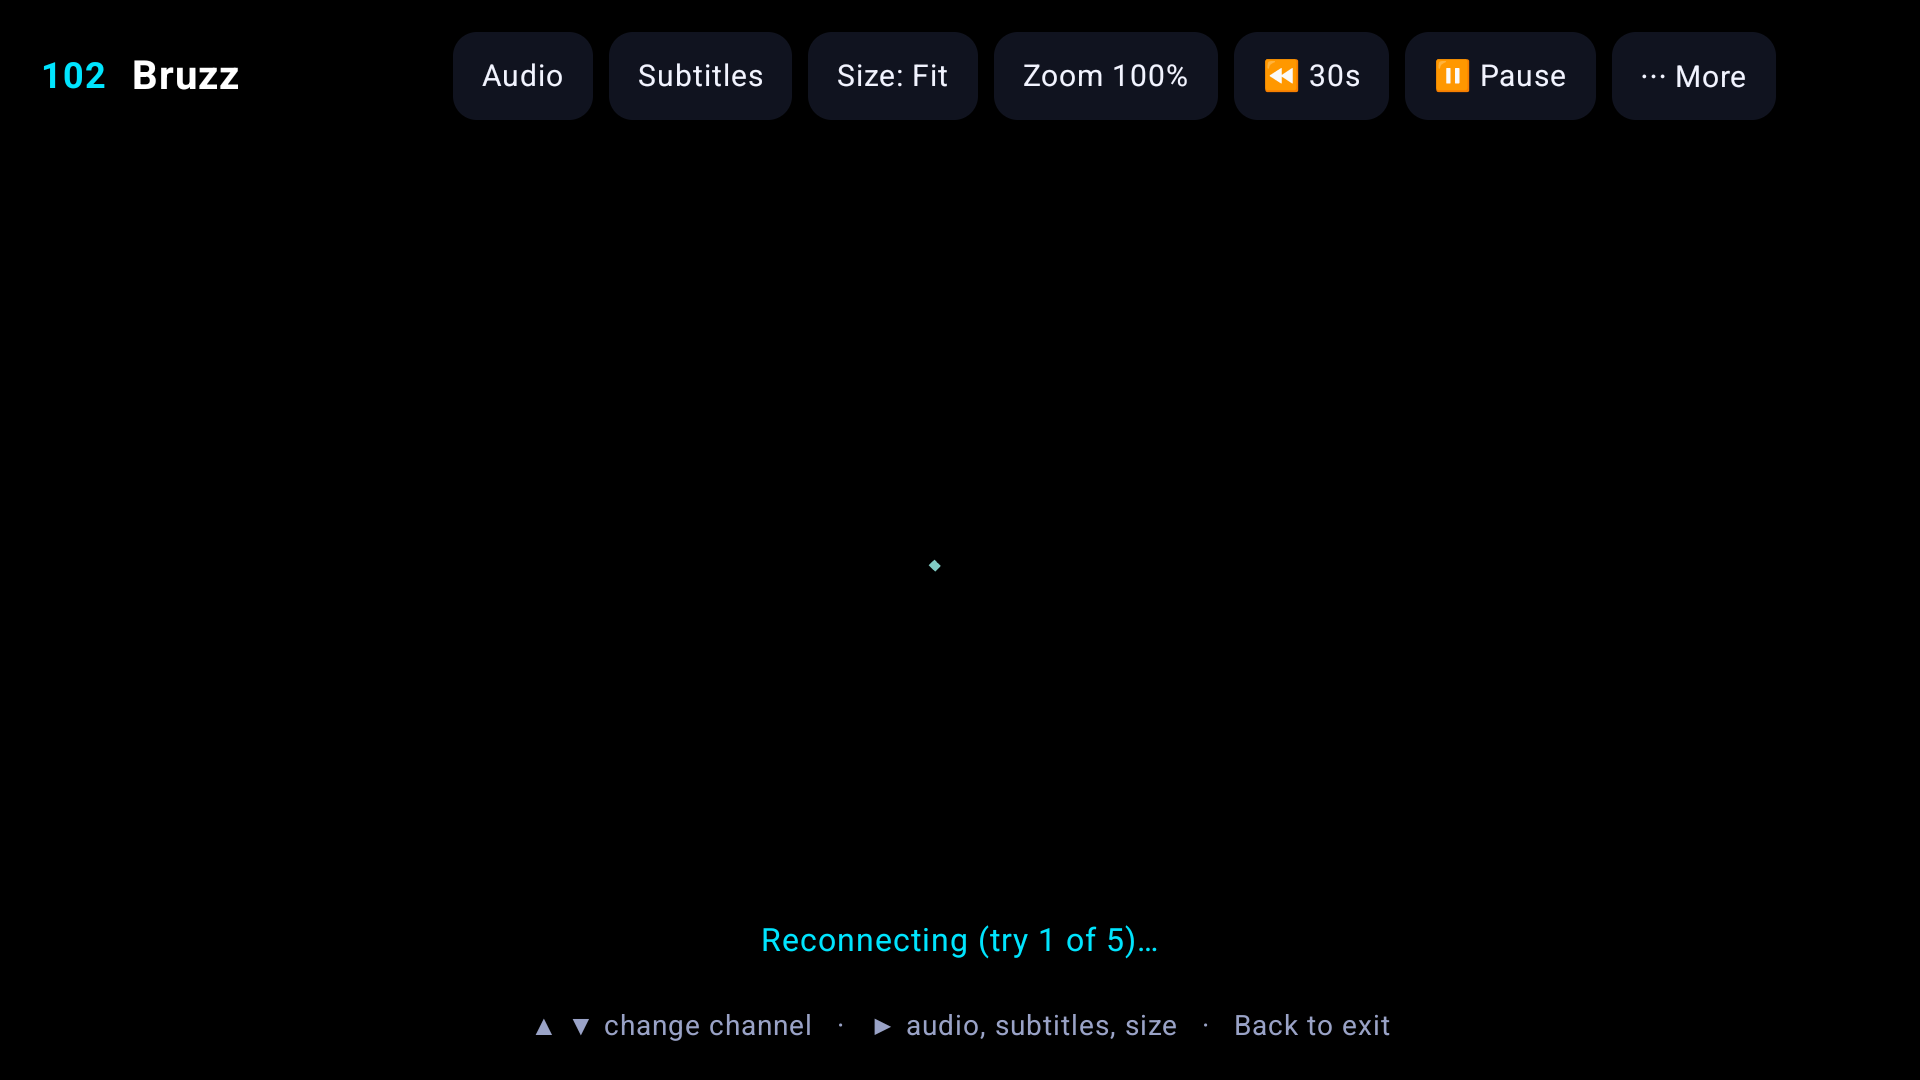 102 Bruzz Audio Subtitles Size: Fit Zoom 100% ⏪ 30s ⏸ Pause ··· More
Reconnecting (try 1 of 5)…
▲ ▼ change channel · ► audio, subtitles, size · Back to exit